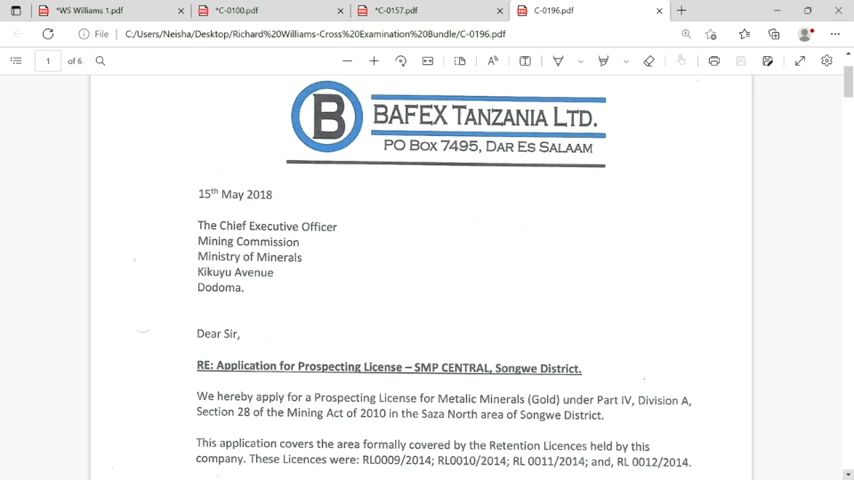 *WS Williams 1.pdf
*C-0100.pdf
*C-0157.pdf
C-0196.pdf
File
C:/Users/Neisha/Desktop/Richard%20Williams-Cross%20Examination%20Bundle/C-0196.pdf
1 of 6
B
BAFEX TANZANIA LTD.
PO BOX 7495, DAR ES SALAAM
15th May 2018
The Chief Executive Officer
Mining Commission
Ministry of Minerals
Kikuyu Avenue
Dodoma.
Dear Sir,
RE: Application for Prospecting License – SMP CENTRAL, Songwe District.
We hereby apply for a Prospecting License for Metalic Minerals (Gold) under Part IV, Division A,
Section 28 of the Mining Act of 2010 in the Saza North area of Songwe District.
This application covers the area formally covered by the Retention Licences held by this
company. These Licences were: RL0009/2014; RL0010/2014; RL 0011/2014; and, RL 0012/2014.